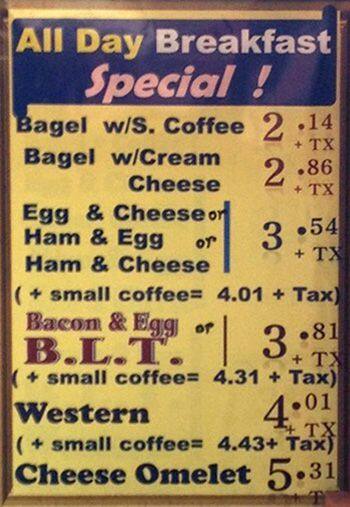 All Day Breakfast
Special !
Bagel w/S. Coffee 2.14
+ TX
Bagel w/Cream
Cheese 2.86
+ TX
Egg & Cheese or
Ham & Egg or 3.54
+ TX
Ham & Cheese
( + small coffee= 4.01 + Tax)
Bacon & Egg or
B.L.T. 3.81
+ TX
( + small coffee= 4.31 + Tax)
Western 4.01
+ TX
( + small coffee= 4.43+ Tax)
Cheese Omelet 5.31
+ T